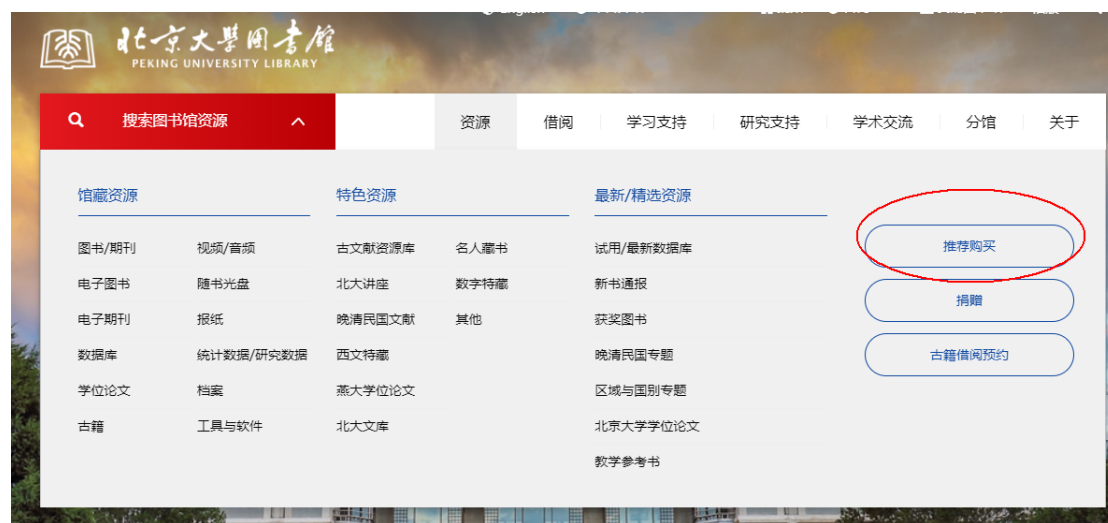 北京大學圖書館
PEKING UNIVERSITY LIBRARY
搜索图书馆资源
资源 借阅 学习支持 研究支持 学术交流 分馆 关于
馆藏资源 特色资源 最新/精选资源
图书/期刊 视频/音频 古文献资源库 名人藏书 试用/最新数据库 推荐购买
电子图书 随书光盘 北大讲座 数字特藏 新书通报
捐赠
电子期刊 报纸 晚清民国文献 其他 获奖图书
数据库 统计数据/研究数据 西文特藏 晚清民国专题 古籍借阅预约
学位论文 档案 燕大学位论文 区域与国别专题
古籍 工具与软件 北大文库 北京大学学位论文
教学参考书